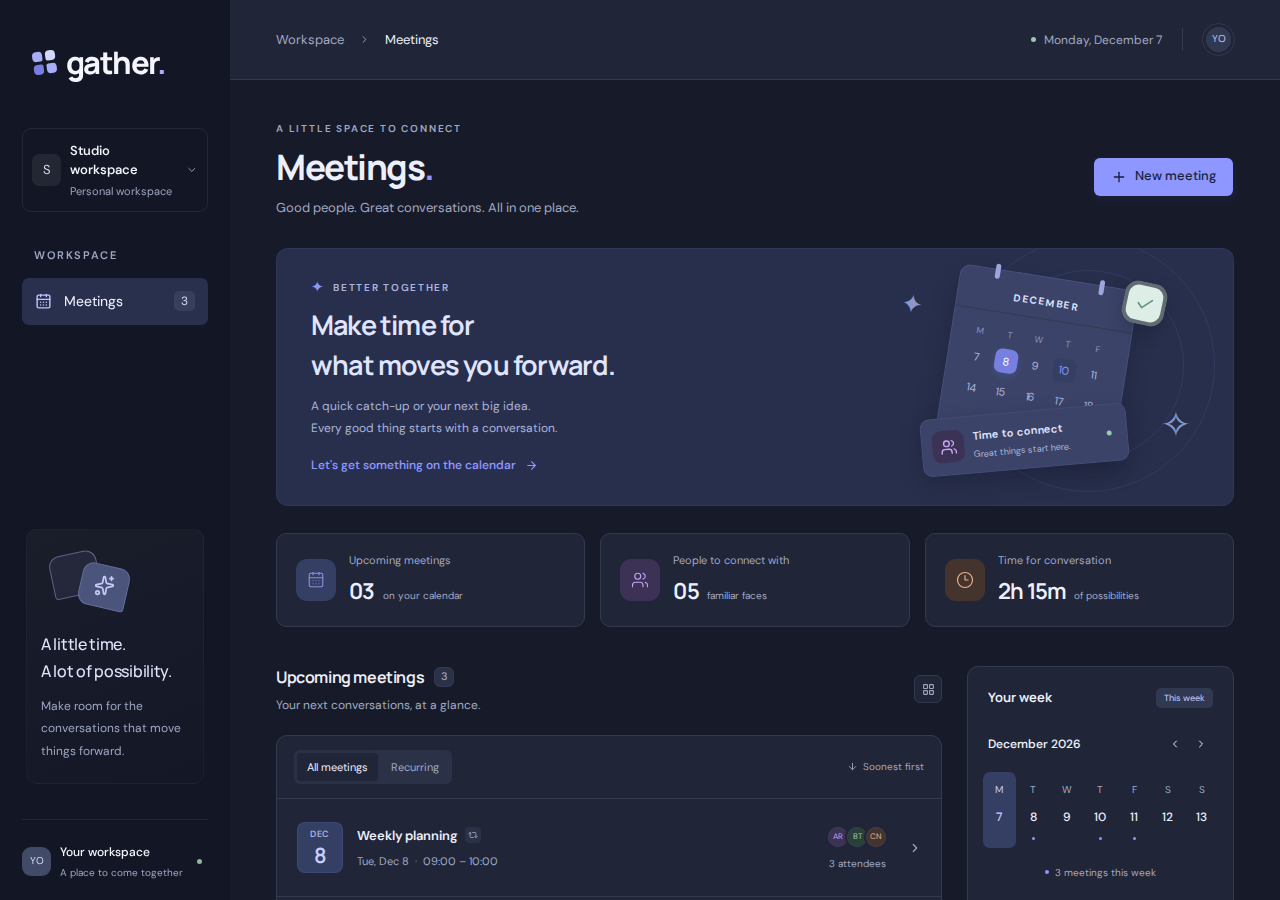 gather.
S
Studio
workspace
Personal workspace
WORKSPACE
Meetings 3
A little time.
A lot of possibility.
Make room for the
conversations that move
things forward.
YO
Your workspace
A place to come together
Workspace Meetings
Monday, December 7 YO
A LITTLE SPACE TO CONNECT
Meetings.
Good people. Great conversations. All in one place.
New meeting
BETTER TOGETHER
Make time for
what moves you forward.
A quick catch-up or your next big idea.
Every good thing starts with a conversation.
Let's get something on the calendar
DECEMBER
M T W T F
7 8 9 10 11
14 15 16 17 18
Time to connect
Great things start here.
Upcoming meetings
03 on your calendar
People to connect with
05 familiar faces
Time for conversation
2h 15m of possibilities
Upcoming meetings 3
Your next conversations, at a glance.
All meetings Recurring
Soonest first
DEC
8
Weekly planning
Tue, Dec 8 · 09:00 – 10:00
AR BT CN
3 attendees
Your week This week
December 2026
M T W T F S S
7 8 9 10 11 12 13
3 meetings this week